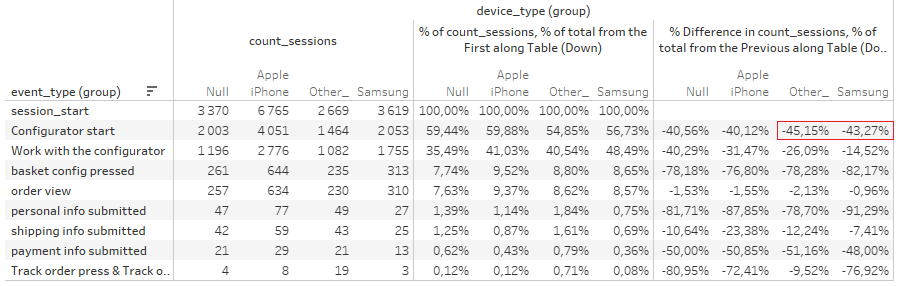 device_type (group)
count_sessions % of count_sessions, % of total from the First along Table (Down) % Difference in count_sessions, % of total from the Previous along Table (Do..
event_type (group) Null Apple iPhone Other_ Samsung Null Apple iPhone Other_ Samsung Null Apple iPhone Other_ Samsung
session_start 3 370 6 765 2 669 3 619 100,00% 100,00% 100,00% 100,00%
Configurator start 2 003 4 051 1 464 2 053 59,44% 59,88% 54,85% 56,73% -40,56% -40,12% -45,15% -43,27%
Work with the configurator 1 196 2 776 1 082 1 755 35,49% 41,03% 40,54% 48,49% -40,29% -31,47% -26,09% -14,52%
basket config pressed 261 644 235 313 7,74% 9,52% 8,80% 8,65% -78,18% -76,80% -78,28% -82,17%
order view 257 634 230 310 7,63% 9,37% 8,62% 8,57% -1,53% -1,55% -2,13% -0,96%
personal info submitted 47 77 49 27 1,39% 1,14% 1,84% 0,75% -81,71% -87,85% -78,70% -91,29%
shipping info submitted 42 59 43 25 1,25% 0,87% 1,61% 0,69% -10,64% -23,38% -12,24% -7,41%
payment info submitted 21 29 21 13 0,62% 0,43% 0,79% 0,36% -50,00% -50,85% -51,16% -48,00%
Track order press & Track o.. 4 8 19 3 0,12% 0,12% 0,71% 0,08% -80,95% -72,41% -9,52% -76,92%